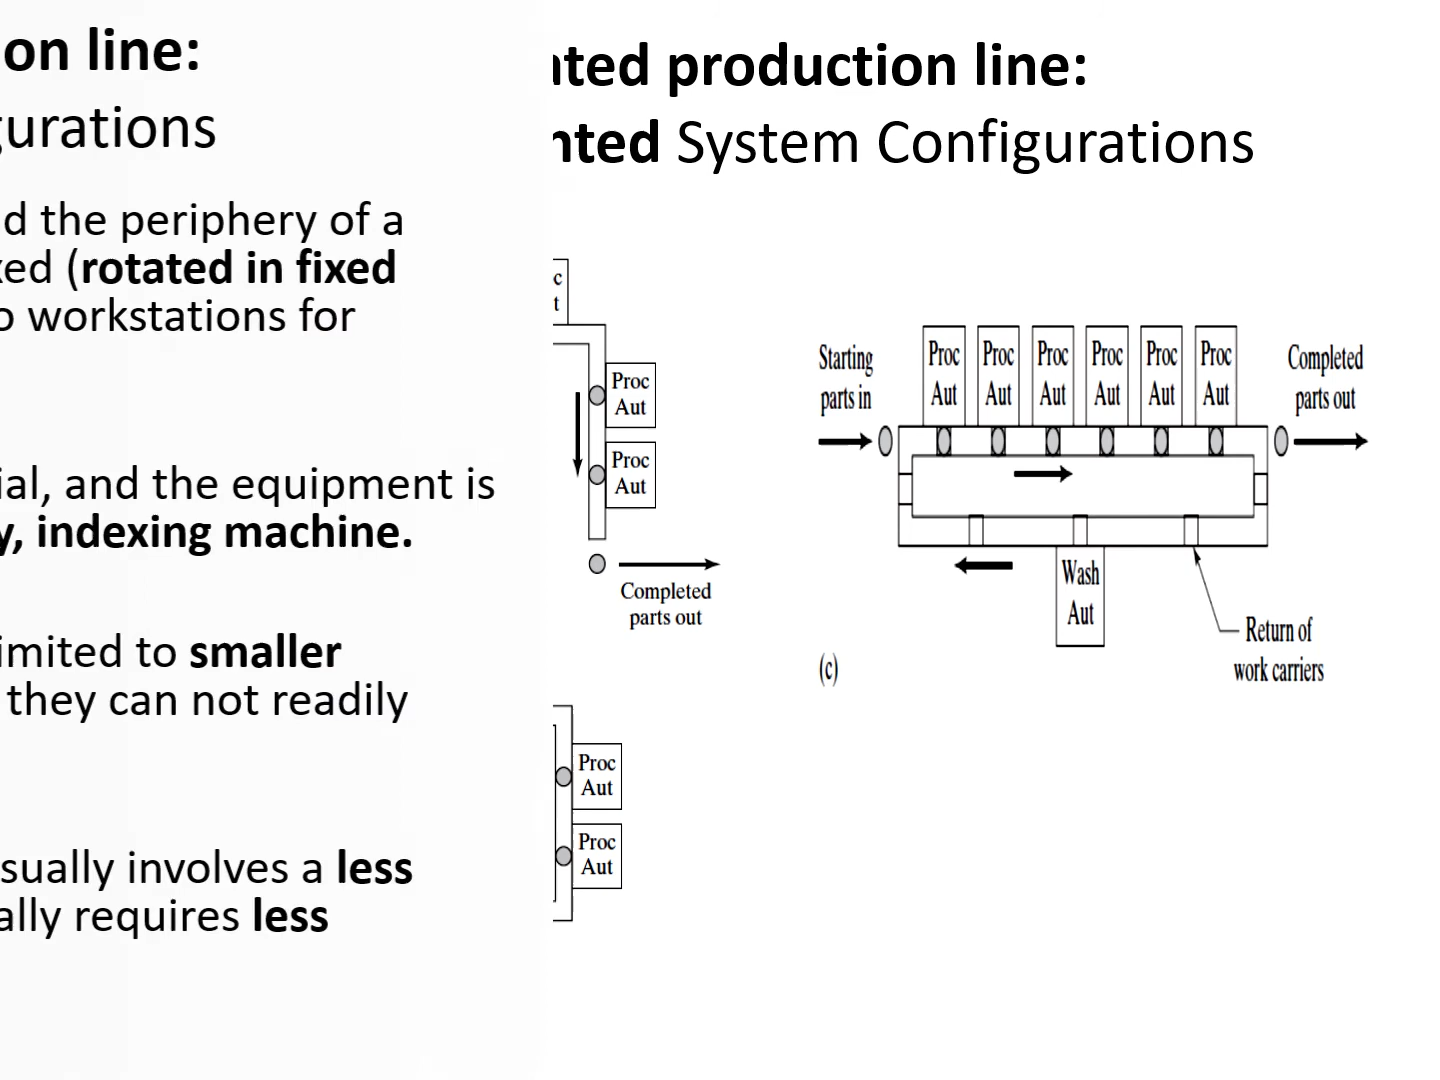 on line:
gurations
d the periphery of a
xed (rotated in fixed
o workstations for
ial, and the equipment is
y, indexing machine.
imited to smaller
they can not readily
sually involves a less
ally requires less
ated production line:
nted System Configurations
c
t
Proc
Aut
Proc
Aut
Completed
parts out
Proc
Aut
Proc
Aut
Starting
parts in
Proc
Aut
Proc
Aut
Proc
Aut
Proc
Aut
Proc
Aut
Proc
Aut
Completed
parts out
Wash
Aut
Return of
work carriers
(c)